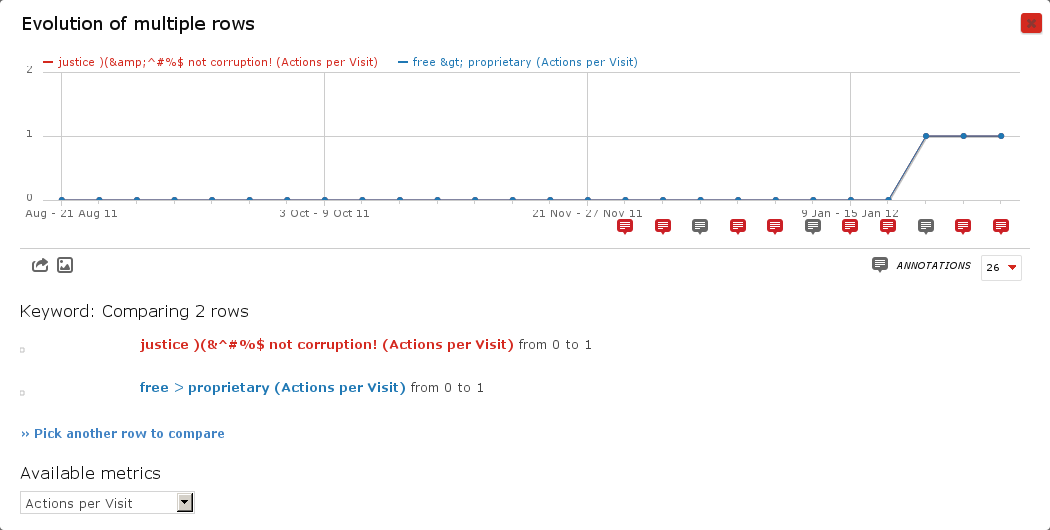 Evolution of multiple rows
justice )(&amp;^#%$ not corruption! (Actions per Visit) free &gt; proprietary (Actions per Visit)
2
1
0
Aug - 21 Aug 11 3 Oct - 9 Oct 11 21 Nov - 27 Nov 11 9 Jan - 15 Jan 12
ANNOTATIONS 26
Keyword: Comparing 2 rows
justice )(&^#%$ not corruption! (Actions per Visit) from 0 to 1
free > proprietary (Actions per Visit) from 0 to 1
» Pick another row to compare
Available metrics
Actions per Visit